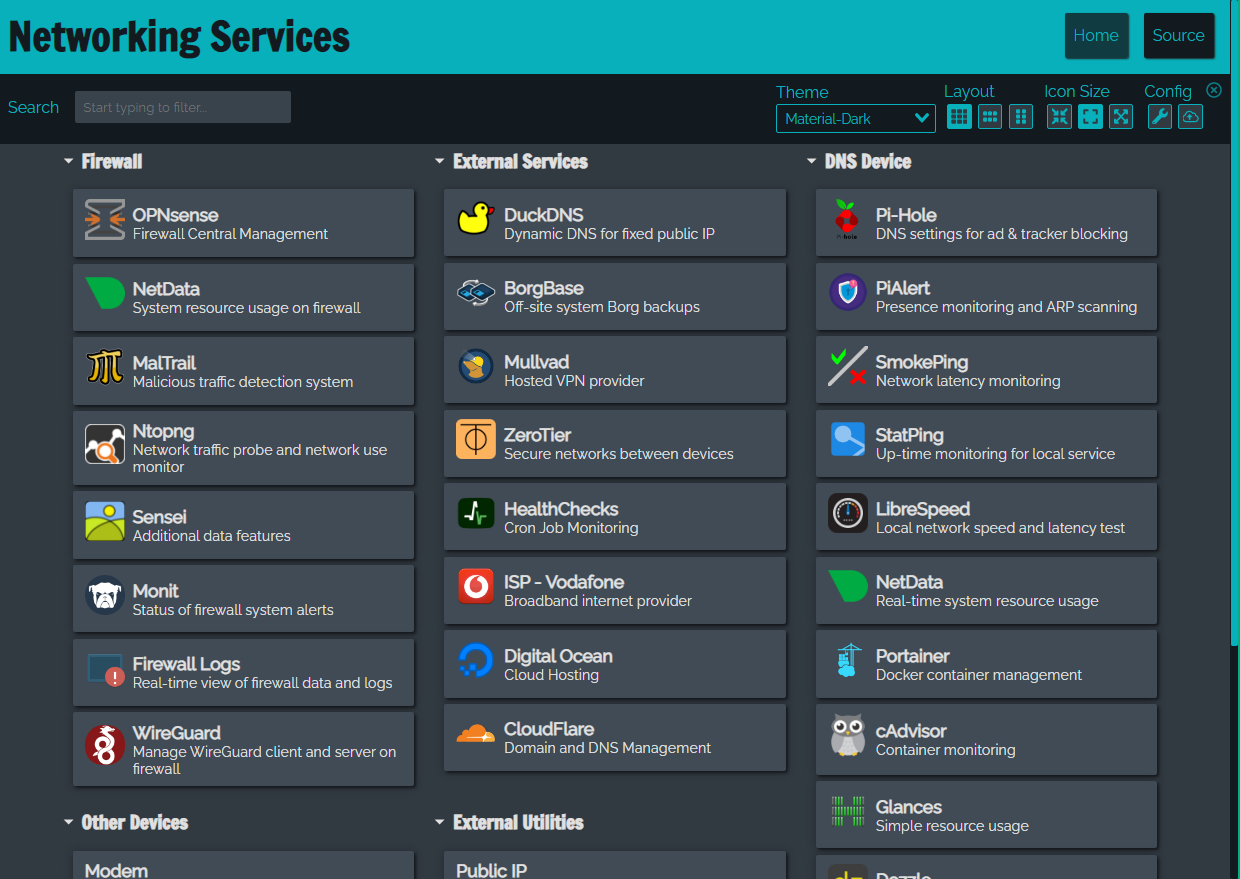 Networking Services
Home
Source
Search
Start typing to filter...
Theme
Material-Dark
Layout
Icon Size
Config
Firewall
OPNsense
Firewall Central Management
NetData
System resource usage on firewall
MalTrail
Malicious traffic detection system
Ntopng
Network traffic probe and network use
monitor
Sensei
Additional data features
Monit
Status of firewall system alerts
Firewall Logs
Real-time view of firewall data and logs
WireGuard
Manage WireGuard client and server on
firewall
Other Devices
Modem
External Services
DuckDNS
Dynamic DNS for fixed public IP
BorgBase
Off-site system Borg backups
Mullvad
Hosted VPN provider
ZeroTier
Secure networks between devices
HealthChecks
Cron Job Monitoring
ISP - Vodafone
Broadband internet provider
Digital Ocean
Cloud Hosting
CloudFlare
Domain and DNS Management
External Utilities
Public IP
DNS Device
Pi-Hole
DNS settings for ad & tracker blocking
PiAlert
Presence monitoring and ARP scanning
SmokePing
Network latency monitoring
StatPing
Up-time monitoring for local service
LibreSpeed
Local network speed and latency test
NetData
Real-time system resource usage
Portainer
Docker container management
cAdvisor
Container monitoring
Glances
Simple resource usage
Dozzle